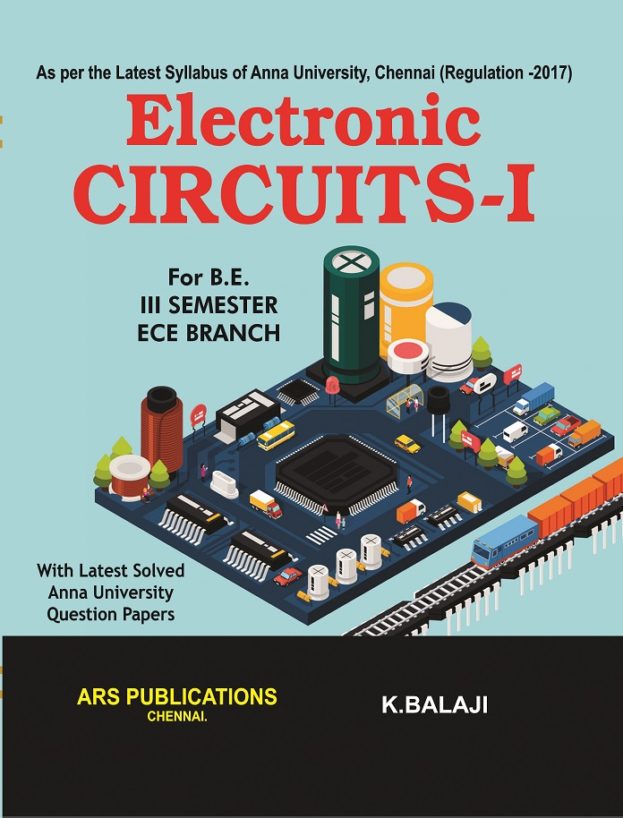 As per the Latest Syllabus of Anna University, Chennai (Regulation -2017)
Electronic
CIRCUITS-I
For B.E.
III SEMESTER
ECE BRANCH
With Latest Solved
Anna University
Question Papers
ARS PUBLICATIONS
CHENNAI.
K.BALAJI